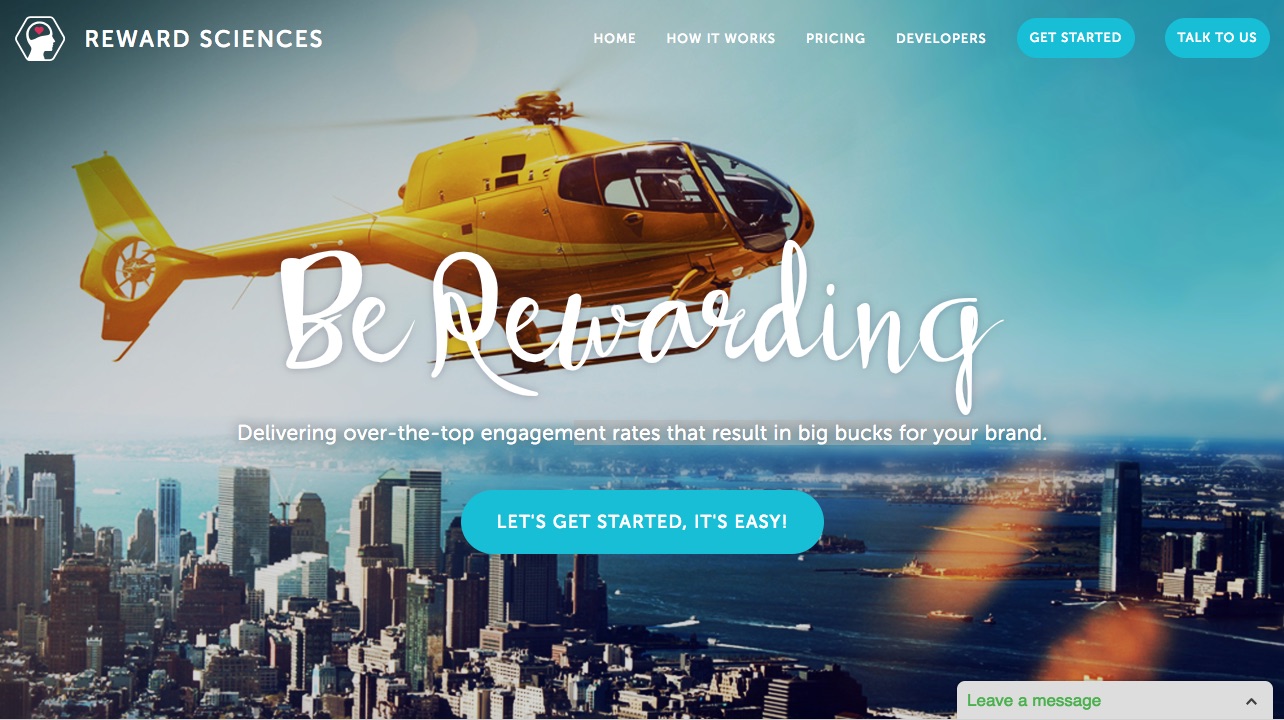 REWARD SCIENCES
HOME HOW IT WORKS PRICING DEVELOPERS GET STARTED TALK TO US
Be Rewarding
Delivering over-the-top engagement rates that result in big bucks for your brand.
LET'S GET STARTED, IT'S EASY!
Leave a message